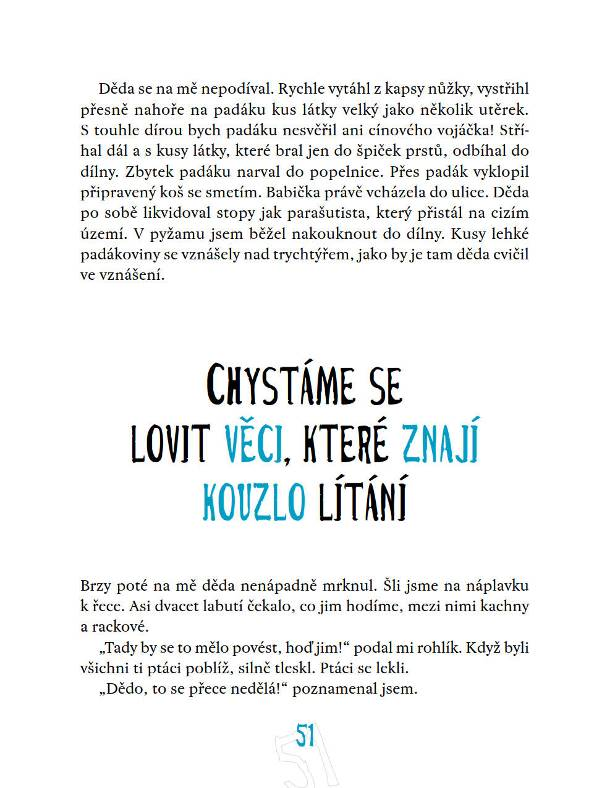 Děda se na mě nepodíval. Rychle vytáhl z kapsy nůžky, vystřihl
přesně nahoře na padáku kus látky velký jako několik utěrek.
S touhle dírou bych padáku nesvěřil ani cínového vojáčka! Stří-
hal dál a s kusy látky, které bral jen do špiček prstů, odbíhal do
dílny. Zbytek padáku narval do popelnice. Přes padák vyklopil
připravený koš se smetím. Babička právě vcházela do ulice. Děda
po sobě likvidoval stopy jak parašutista, který přistál na cizím
území. V pyžamu jsem běžel nakouknout do dílny. Kusy lehké
padákoviny se vznášely nad trychtýřem, jako by je tam děda cvičil
ve vznášení.
CHYSTÁME SE
LOVIT VĚCI, KTERÉ ZNAJÍ
KOUZLO LÍTÁNÍ
Brzy poté na mě děda nenápadně mrknul. Šli jsme na náplavku
k řece. Asi dvacet labutí čekalo, co jim hodíme, mezi nimi kachny
a rackové.
„Tady by se to mělo povést, hoď jim!“ podal mi rohlík. Když byli
všichni ti ptáci poblíž, silně tleskl. Ptáci se lekli.
„Dědo, to se přece nedělá!“ poznamenal jsem.
51
51